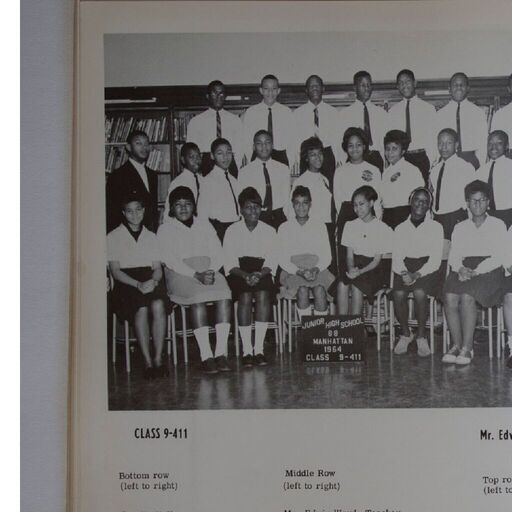 JUNIOR HIGH SCHOOL
88
MANHATTAN
1964
CLASS 9-411
CLASS 9-411
Mr. Edw
Bottom row
(left to right)
Middle Row
(left to right)
Top ro
(left to